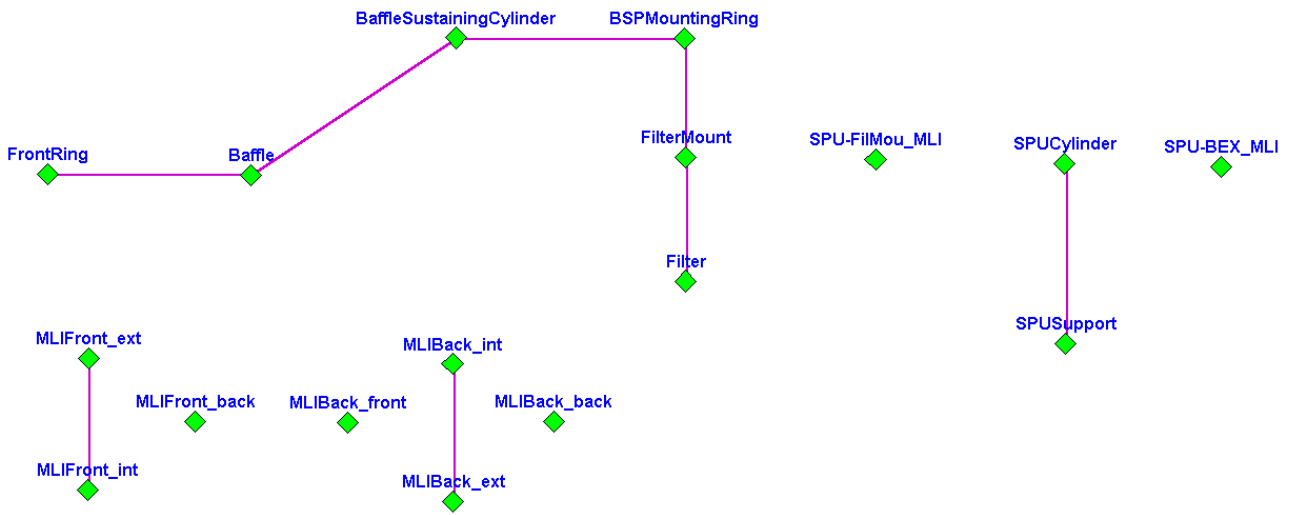 BaffleSustainingCylinder
BSPMountingRing
FrontRing
Baffle
FilterMount
SPU-FilMou_MLI
SPUCylinder
SPU-BEX_MLI
Filter
SPUSupport
MLIFront_ext
MLIBack_int
MLIFront_back
MLIBack_front
MLIBack_back
MLIFront_int
MLIBack_ext